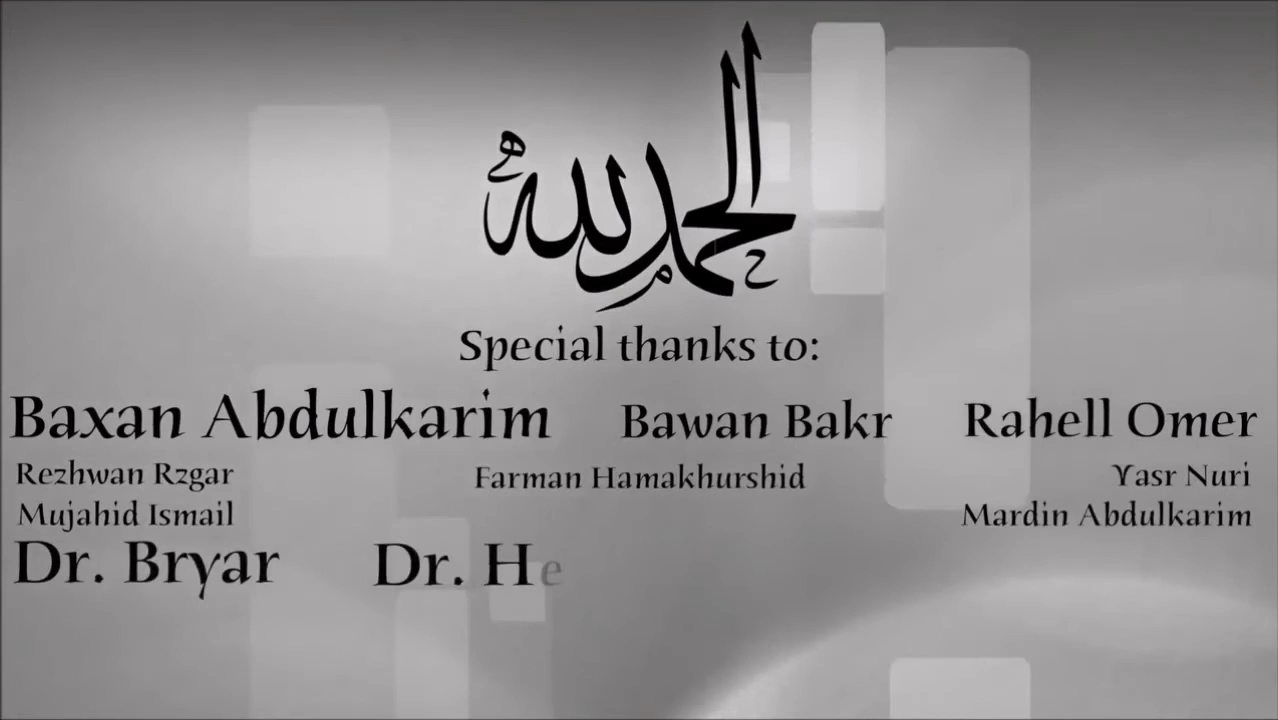 الحمد لله
Special thanks to:
Baxan Abdulkarim Bawan Bakr Rahell Omer
Rezhwan Rzgar Farman Hamakhurshid Yasr Nuri
Mujahid Ismail Mardin Abdulkarim
Dr. Bryar Dr. He